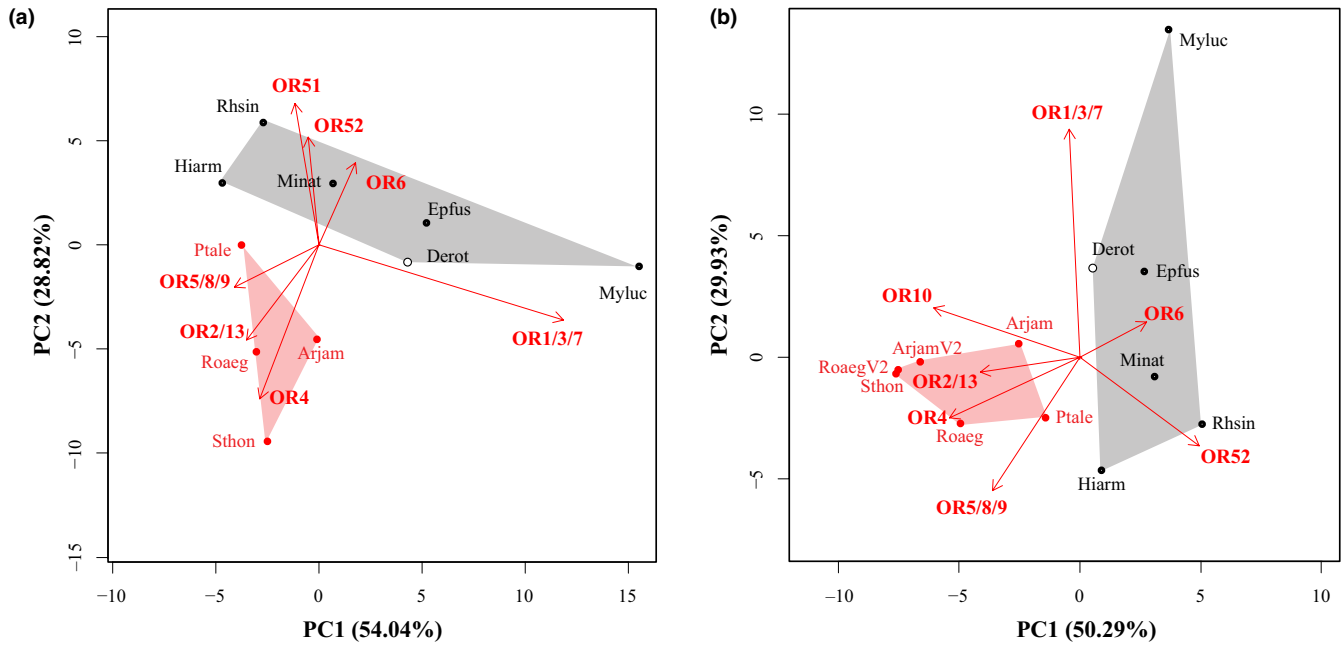 (a)
10
5
0
−5
−10
−15
PC2 (28.82%)
OR51
Rhsin
OR52
Hiarm
Minat
OR6
Epfus
Ptale
Derot
OR5/8/9
Myluc
OR2/13
OR1/3/7
Roaeg
Arjam
OR4
Sthon
−10
−5
0
5
10
15
PC1 (54.04%)
(b)
10
5
0
−5
PC2 (29.93%)
Myluc
OR1/3/7
Derot
Epfus
OR10
OR6
Arjam
ArjamV2
RoaegV2
OR2/13
Minat
Sthon
OR4
Ptale
Rhsin
Roaeg
OR52
Hiarm
OR5/8/9
−10
−5
0
5
10
PC1 (50.29%)